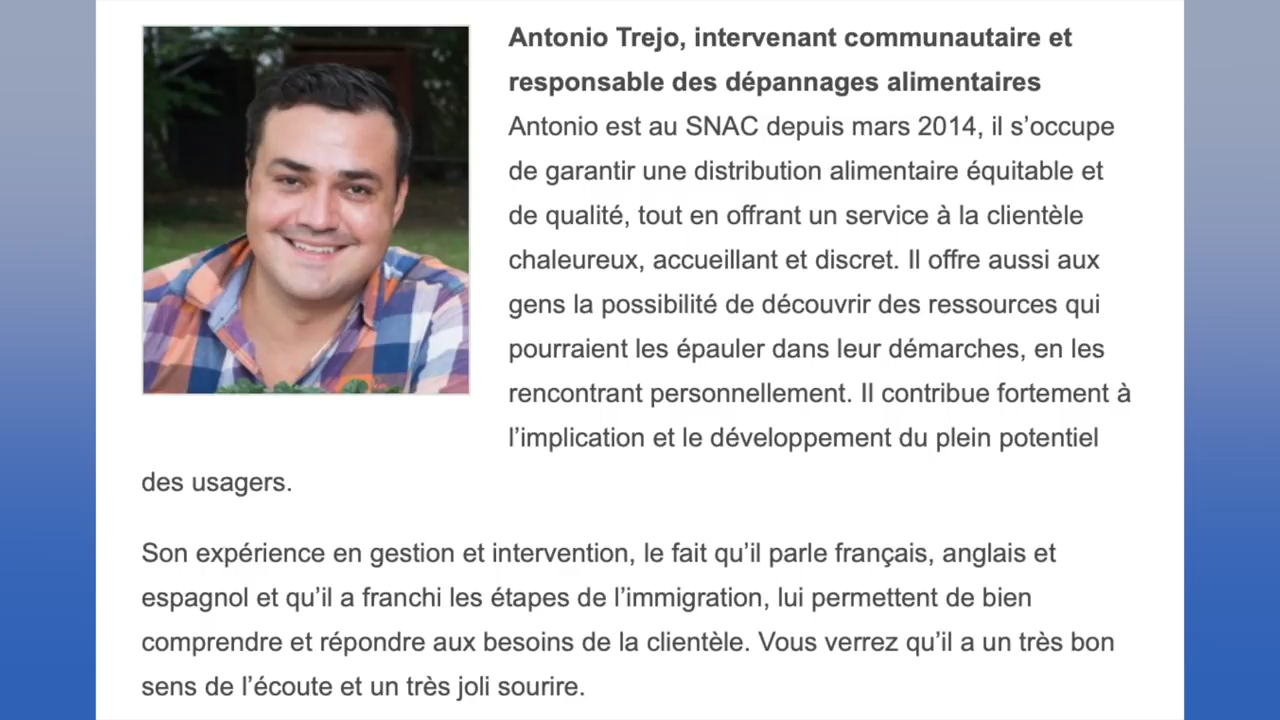 Antonio Trejo, intervenant communautaire et
responsable des dépannages alimentaires
Antonio est au SNAC depuis mars 2014, il s’occupe
de garantir une distribution alimentaire équitable et
de qualité, tout en offrant un service à la clientèle
chaleureux, accueillant et discret. Il offre aussi aux
gens la possibilité de découvrir des ressources qui
pourraient les épauler dans leur démarches, en les
rencontrant personnellement. Il contribue fortement à
l’implication et le développement du plein potentiel
des usagers.
Son expérience en gestion et intervention, le fait qu’il parle français, anglais et
espagnol et qu’il a franchi les étapes de l’immigration, lui permettent de bien
comprendre et répondre aux besoins de la clientèle. Vous verrez qu’il a un très bon
sens de l’écoute et un très joli sourire.